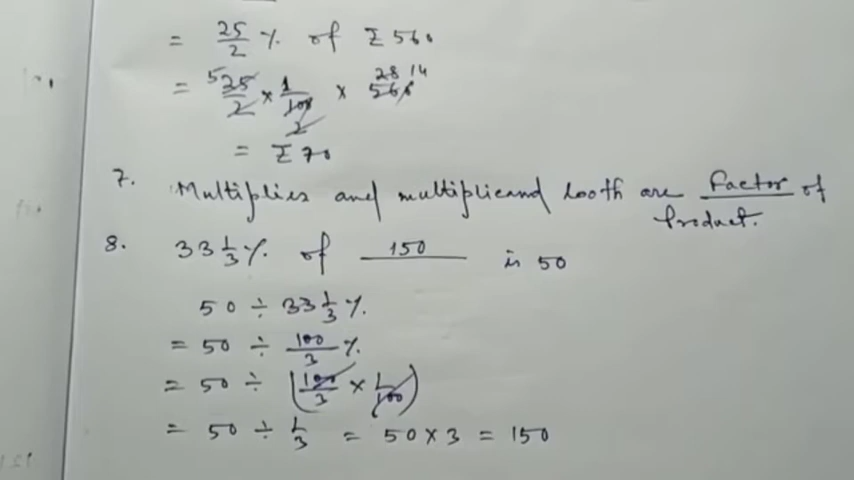 = 25/2 % of ₹ 560
= 5 25/2 × 1/100 2 × 28 14 560
= ₹ 70
7. Multiplies and multiplicand both are Factor of
Product.
8. 33 1/3 % of 150 is 50
50 ÷ 33 1/3 %
= 50 ÷ 100/3 %
= 50 ÷ (100/3 × 1/100)
= 50 ÷ 1/3 = 50 × 3 = 150